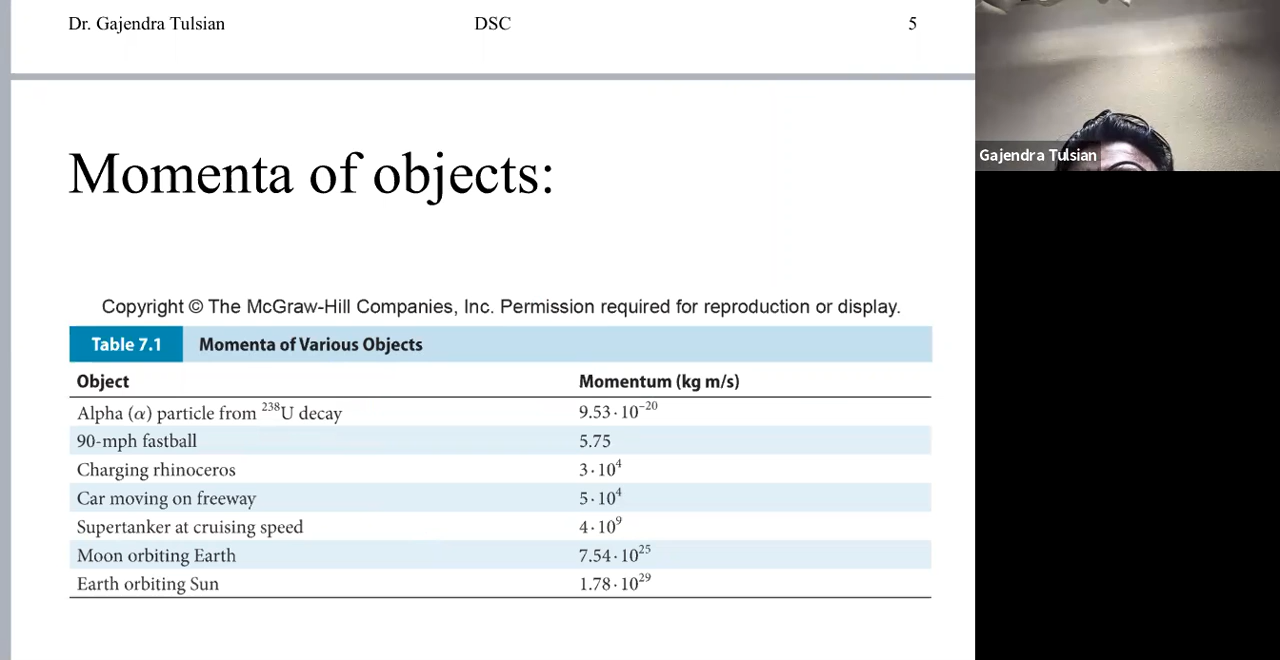 Dr. Gajendra Tulsian DSC 5
Gajendra Tulsian
Momenta of objects:
Copyright © The McGraw-Hill Companies, Inc. Permission required for reproduction or display.
Table 7.1 Momenta of Various Objects
Object Momentum (kg m/s)
Alpha (α) particle from ²³⁸U decay 9.53·10⁻²⁰
90-mph fastball 5.75
Charging rhinoceros 3·10⁴
Car moving on freeway 5·10⁴
Supertanker at cruising speed 4·10⁹
Moon orbiting Earth 7.54·10²⁵
Earth orbiting Sun 1.78·10²⁹